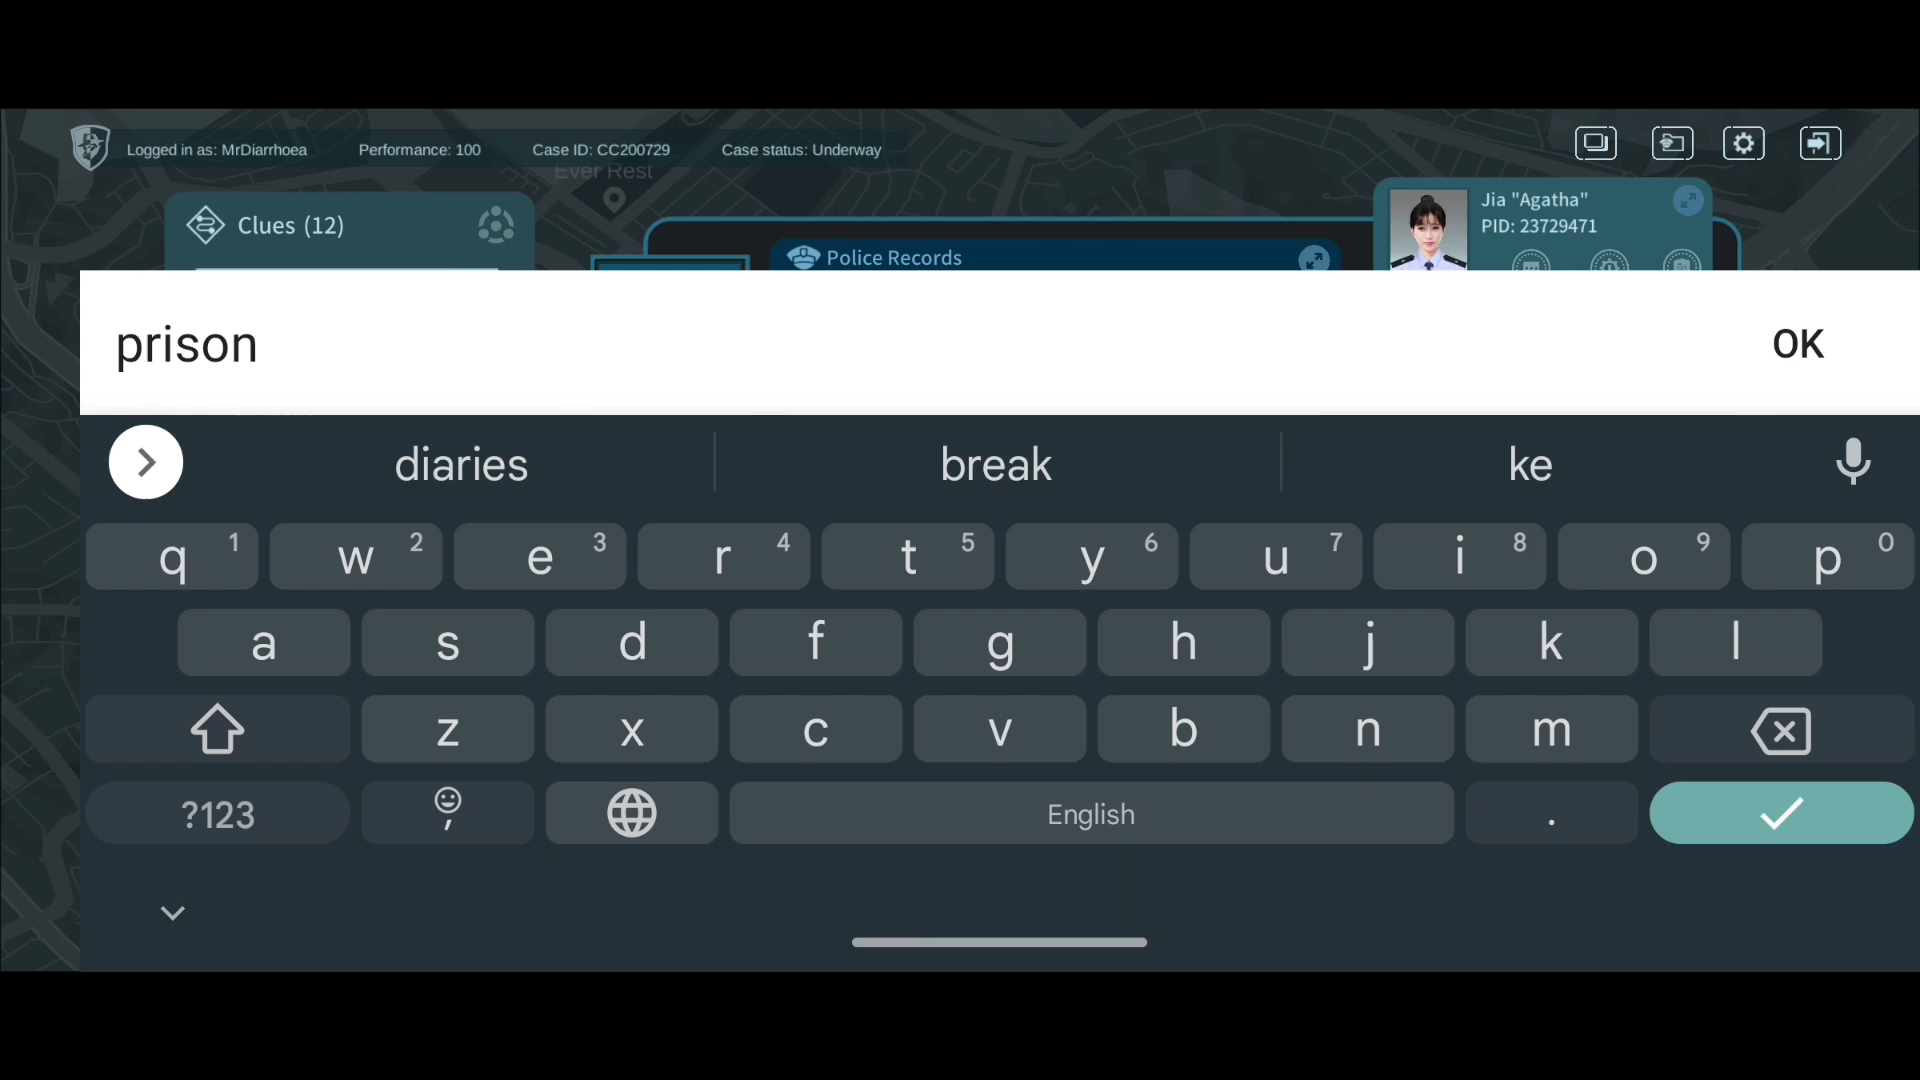 Logged in as: MrDiarrhoea Performance: 100 Case ID: CC200729 Case status: Underway
Ever Rest
Clues (12)
Police Records
Jia "Agatha"
PID: 23729471
prison OK
diaries break ke
q 1 w 2 e 3 r 4 t 5 y 6 u 7 i 8 o 9 p 0
a s d f g h j k l
z x c v b n m
?123 , English .